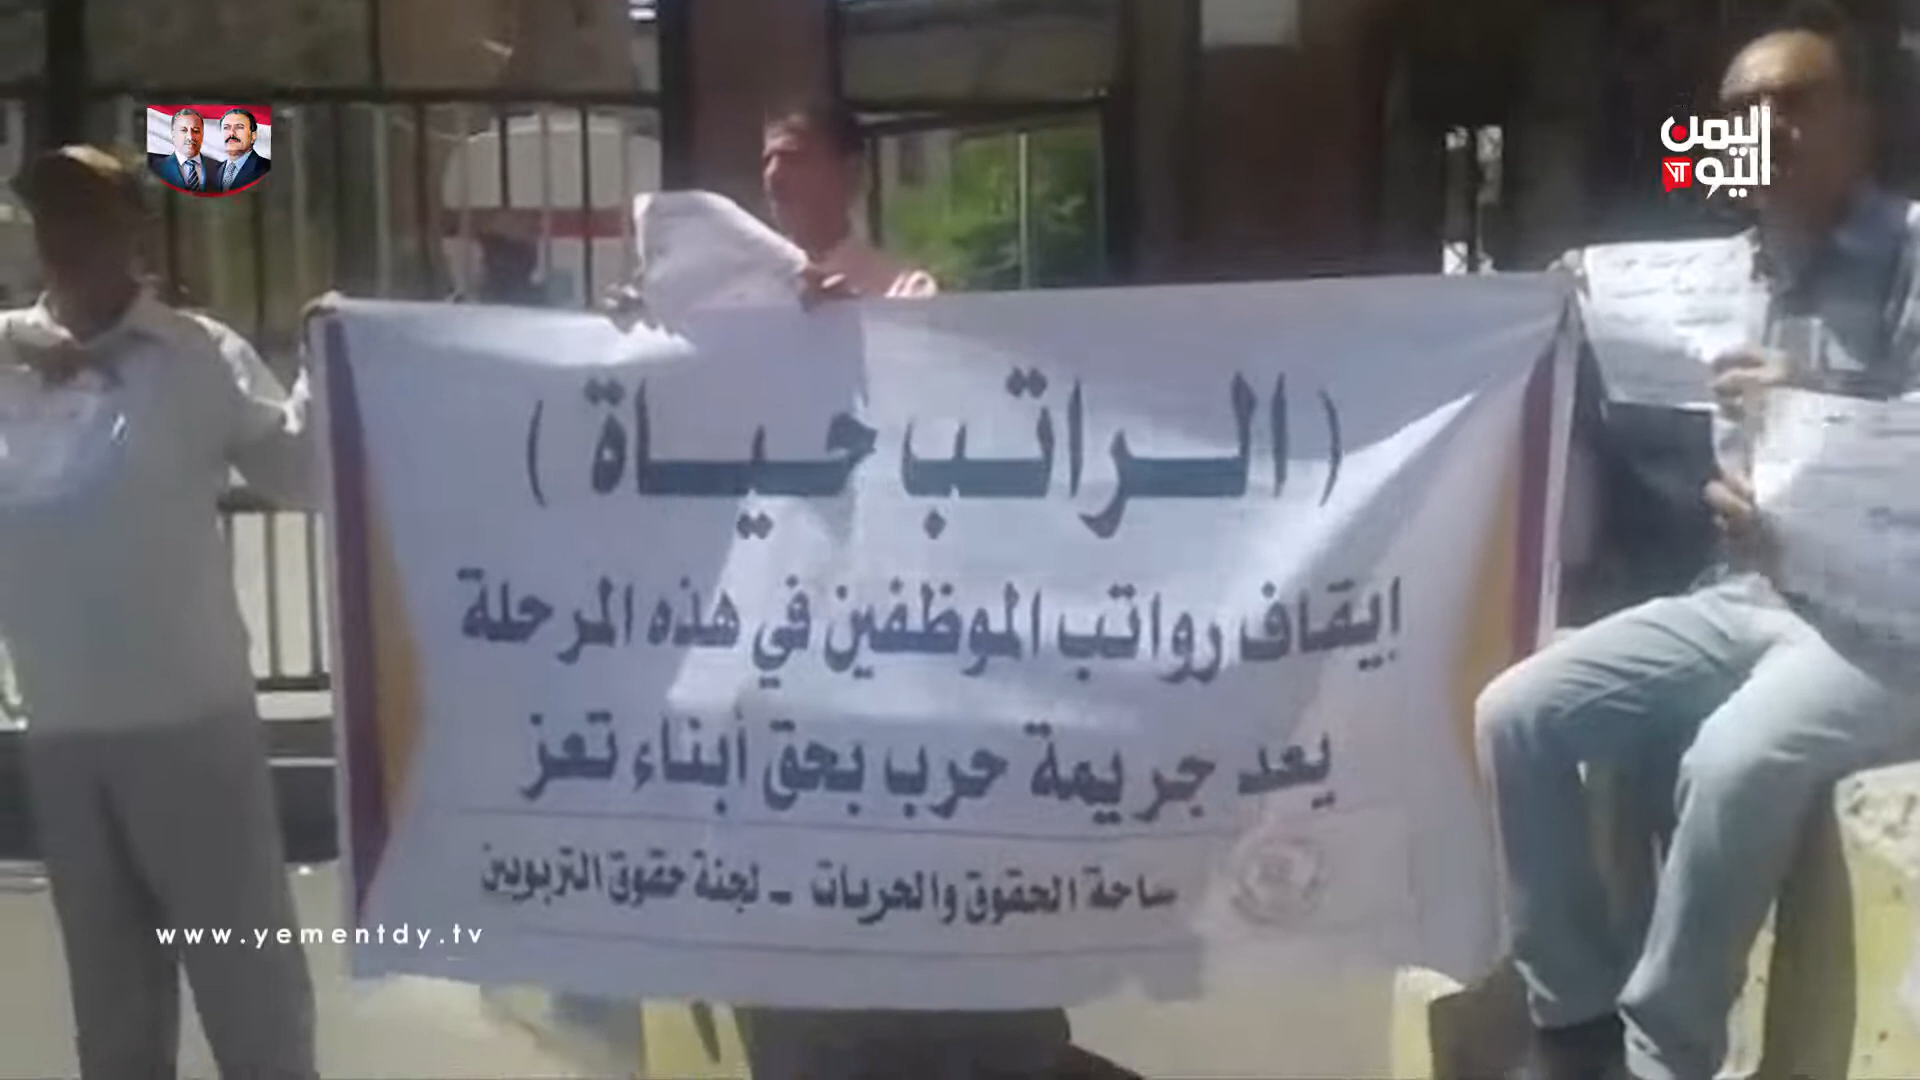 اليمن
اليوم
YT
(الراتب حياة)
إيقاف رواتب الموظفين في هذه المرحلة
يعد جريمة حرب بحق أبناء تعز
ساحة الحقوق والحريات - لجنة حقوق التربويين
www.yementdy.tv